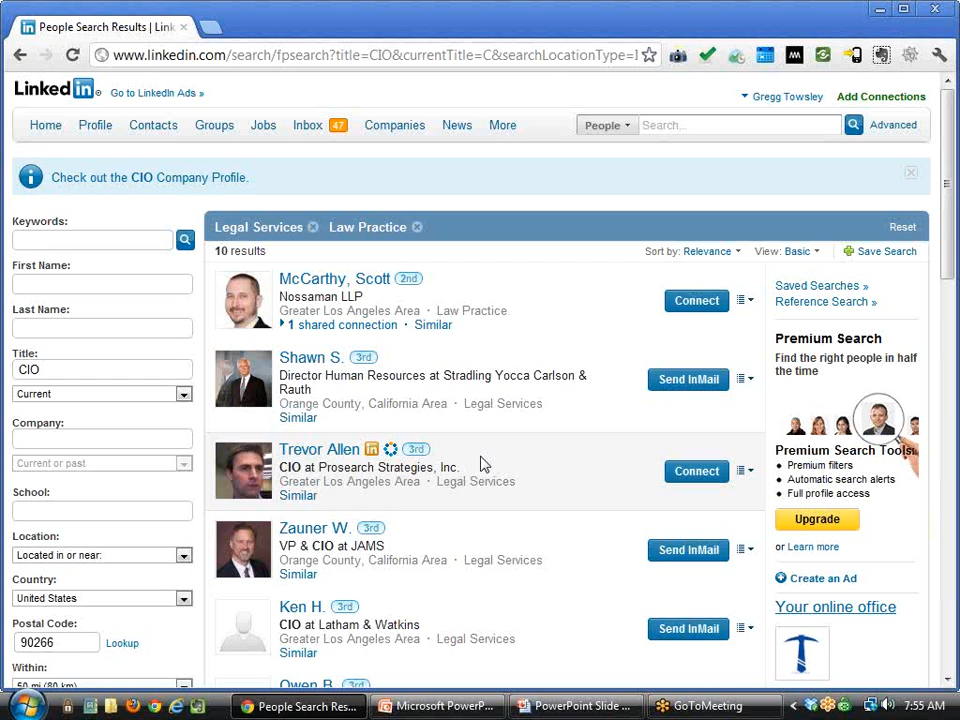 People Search Results | Link
www.linkedin.com/search/fpsearch?title=CIO&currentTitle=C&searchLocationType=I
Linked in
Go to LinkedIn Ads »
Gregg Towsley
Add Connections
Home
Profile
Contacts
Groups
Jobs
Inbox 47
Companies
News
More
People
Search...
Advanced
Check out the CIO Company Profile.
Keywords:
First Name:
Last Name:
Title:
CIO
Current
Company:
Current or past
School:
Location:
Located in or near:
Country:
United States
Postal Code:
90266
Lookup
Within:
50 mi (80 km)
Legal Services
Law Practice
Reset
10 results
Sort by: Relevance
View: Basic
Save Search
McCarthy, Scott 2nd
Nossaman LLP
Greater Los Angeles Area · Law Practice
1 shared connection · Similar
Connect
Shawn S. 3rd
Director Human Resources at Stradling Yocca Carlson &
Rauth
Orange County, California Area · Legal Services
Similar
Send InMail
Trevor Allen in 3rd
CIO at Prosearch Strategies, Inc.
Greater Los Angeles Area · Legal Services
Similar
Connect
Zauner W. 3rd
VP & CIO at JAMS
Orange County, California Area · Legal Services
Similar
Send InMail
Ken H. 3rd
CIO at Latham & Watkins
Greater Los Angeles Area · Legal Services
Similar
Send InMail
Owen B. 3rd
Saved Searches »
Reference Search »
Premium Search
Find the right people in half
the time
Premium Search Tools:
• Premium filters
• Automatic search alerts
• Full profile access
Upgrade
or Learn more
Create an Ad
Your online office
People Search Res...
Microsoft PowerP...
PowerPoint Slide ...
GoToMeeting
7:55 AM